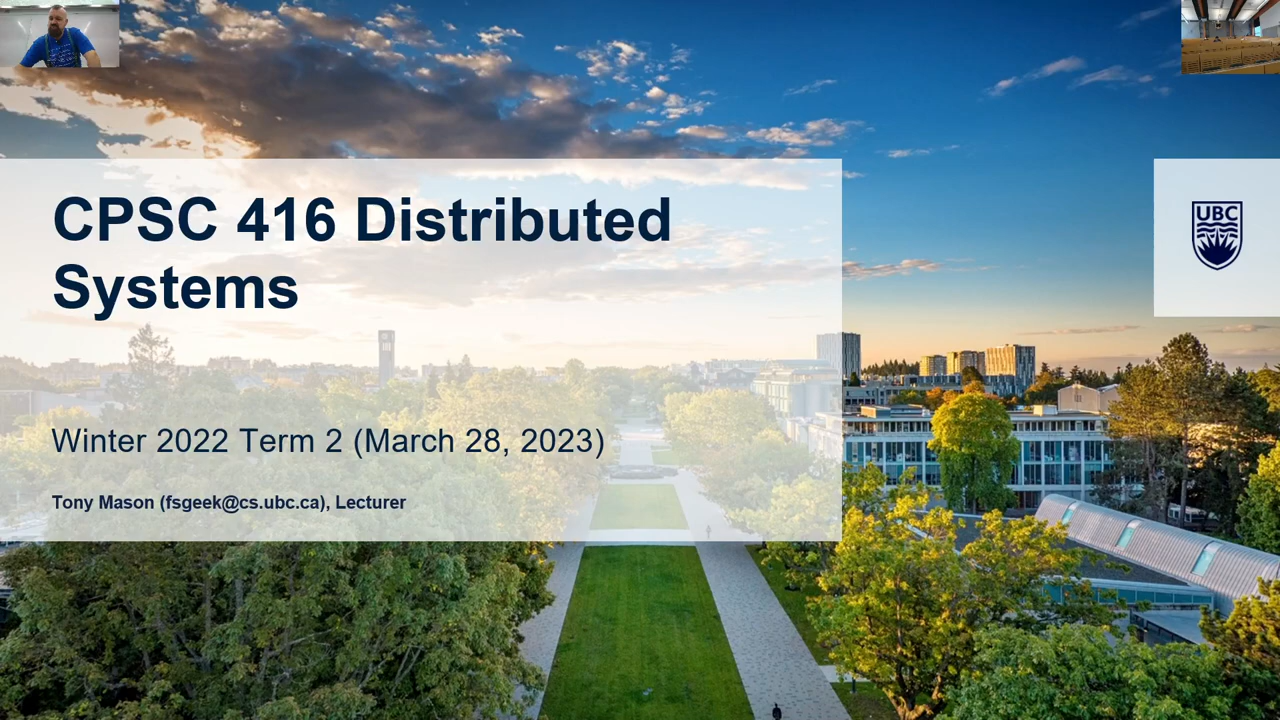 CPSC 416 Distributed
Systems
UBC
Winter 2022 Term 2 (March 28, 2023)
Tony Mason (fsgeek@cs.ubc.ca), Lecturer